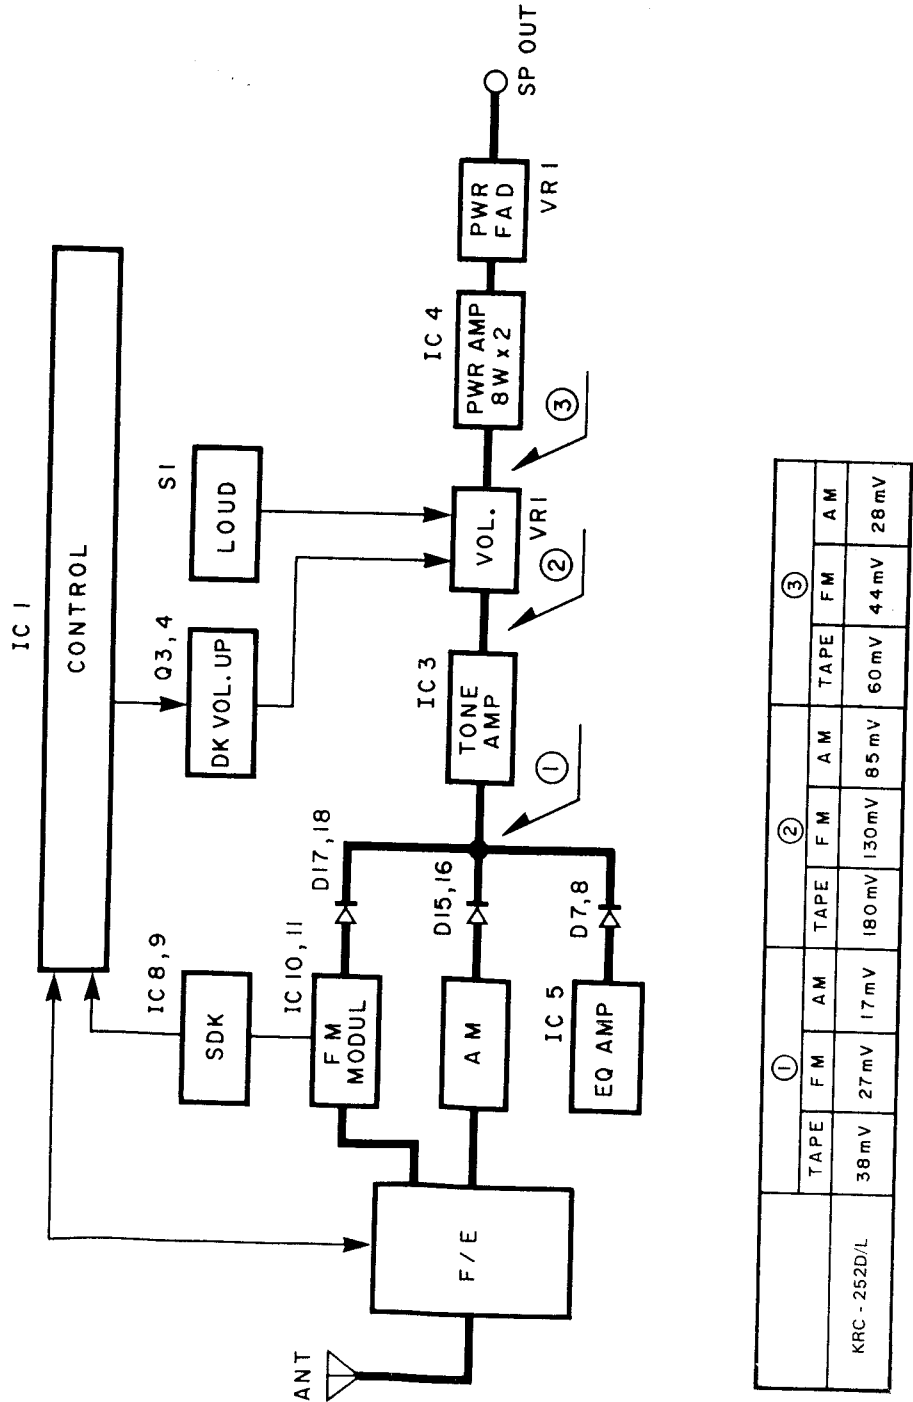 IC 1
CONTROL
IC 8, 9
SDK
Q3, 4
DK VOL. UP
S1
LOUD
IC 10, 11
FM
MODUL
D17, 18
ANT
F/E
AM
D15, 16
①
IC 3
TONE
AMP
②
VOL.
VR1
③
IC 4
PWR AMP
8W x 2
PWR
FAD
VR1
SP OUT
IC 5
EQ AMP
D7, 8
① ② ③
TAPE FM AM TAPE FM AM TAPE FM AM
KRC - 252D/L 38mV 27mV 17mV 180mV 130mV 85mV 60mV 44mV 28mV